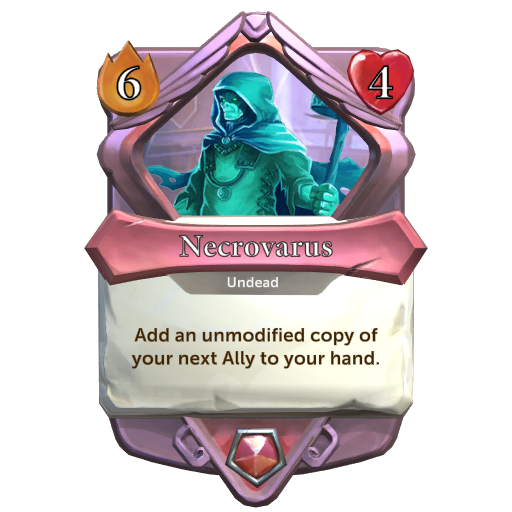 6
4
Necrovarus
Undead
Add an unmodified copy of
your next Ally to your hand.